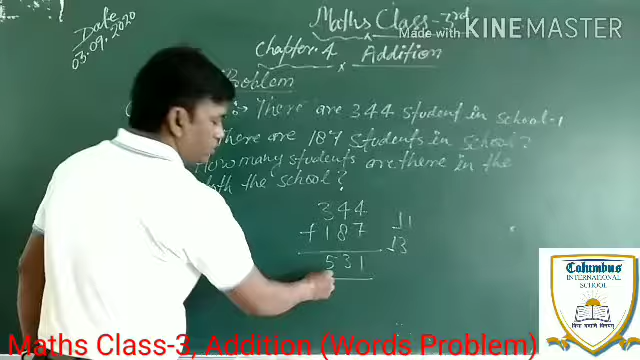 Date
03.09.2020
Maths Class-3rd
Made with KINEMASTER
Chapter.4 Addition
x
Problem
There are 344 student in school-1
There are 187 students in school?
How many students are there in the
both the school?
344
+187
531
11
13
Columbus
INTERNATIONAL
SCHOOL
Maths Class-3, Addition (Words Problem)